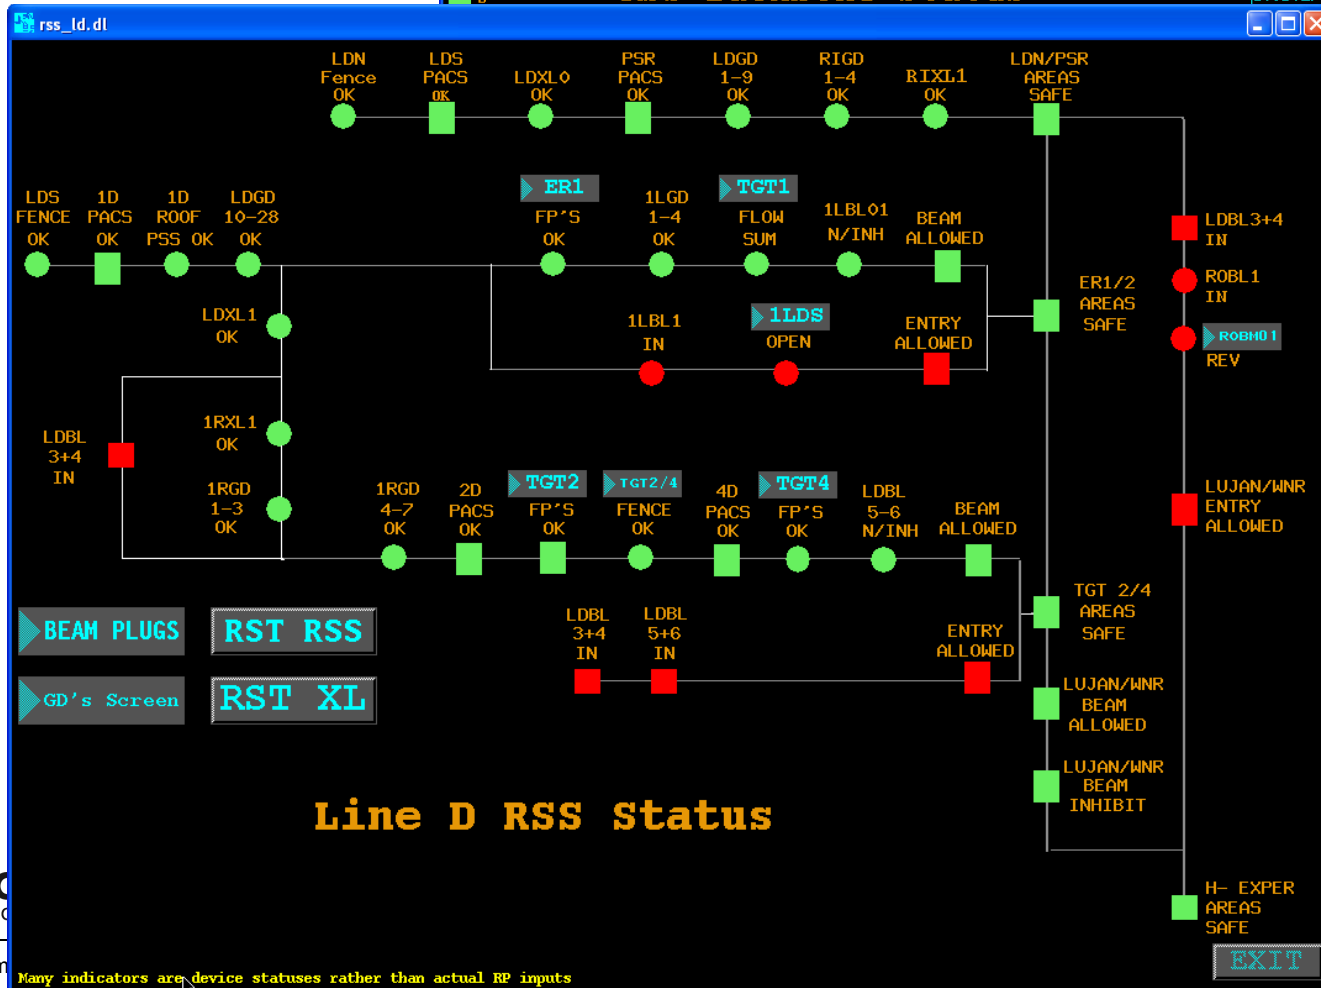 rss_ld.dl
LDN
Fence
OK
LDS
PACS
OK
LDXL0
OK
PSR
PACS
OK
LDGD
1-9
OK
RIGD
1-4
OK
RIXL1
OK
LDN/PSR
AREAS
SAFE
LDS
FENCE
OK
1D
PACS
OK
1D
ROOF
PSS OK
LDGD
10-28
OK
ER1
FP'S
OK
1LGD
1-4
OK
TGT1
FLOW
SUM
1LBL01
N/INH
BEAM
ALLOWED
LDBL3+4
IN
ROBL1
IN
ROBM01
REV
ER1/2
AREAS
SAFE
LDXL1
OK
1LBL1
IN
1LDS
OPEN
ENTRY
ALLOWED
LDBL
3+4
IN
1RXL1
OK
1RGD
1-3
OK
1RGD
4-7
OK
2D
PACS
OK
TGT2
FP'S
OK
TGT2/4
FENCE
OK
4D
PACS
OK
TGT4
FP'S
OK
LDBL
5-6
N/INH
BEAM
ALLOWED
LUJAN/WNR
ENTRY
ALLOWED
LDBL
3+4
IN
LDBL
5+6
IN
ENTRY
ALLOWED
TGT 2/4
AREAS
SAFE
BEAM PLUGS
RST RSS
GD's Screen
RST XL
LUJAN/WNR
BEAM
ALLOWED
LUJAN/WNR
BEAM
INHIBIT
Line D RSS Status
H- EXPER
AREAS
SAFE
EXIT
Many indicators are device statuses rather than actual RP inputs